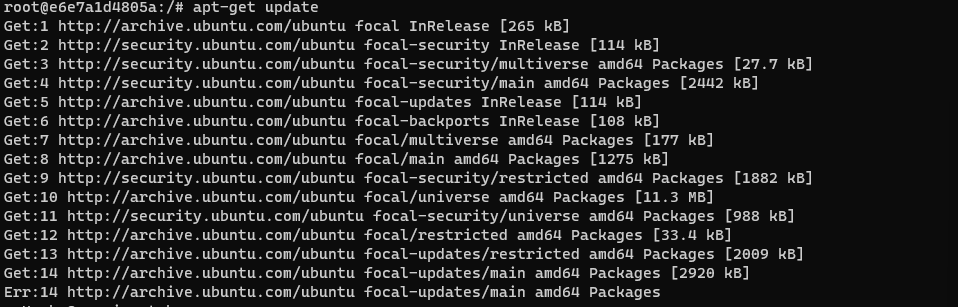 root@e6e7a1d4805a:/# apt-get update
Get:1 http://archive.ubuntu.com/ubuntu focal InRelease [265 kB]
Get:2 http://security.ubuntu.com/ubuntu focal-security InRelease [114 kB]
Get:3 http://security.ubuntu.com/ubuntu focal-security/multiverse amd64 Packages [27.7 kB]
Get:4 http://security.ubuntu.com/ubuntu focal-security/main amd64 Packages [2442 kB]
Get:5 http://archive.ubuntu.com/ubuntu focal-updates InRelease [114 kB]
Get:6 http://archive.ubuntu.com/ubuntu focal-backports InRelease [108 kB]
Get:7 http://archive.ubuntu.com/ubuntu focal/multiverse amd64 Packages [177 kB]
Get:8 http://archive.ubuntu.com/ubuntu focal/main amd64 Packages [1275 kB]
Get:9 http://security.ubuntu.com/ubuntu focal-security/restricted amd64 Packages [1882 kB]
Get:10 http://archive.ubuntu.com/ubuntu focal/universe amd64 Packages [11.3 MB]
Get:11 http://security.ubuntu.com/ubuntu focal-security/universe amd64 Packages [988 kB]
Get:12 http://archive.ubuntu.com/ubuntu focal/restricted amd64 Packages [33.4 kB]
Get:13 http://archive.ubuntu.com/ubuntu focal-updates/restricted amd64 Packages [2009 kB]
Get:14 http://archive.ubuntu.com/ubuntu focal-updates/main amd64 Packages [2920 kB]
Err:14 http://archive.ubuntu.com/ubuntu focal-updates/main amd64 Packages